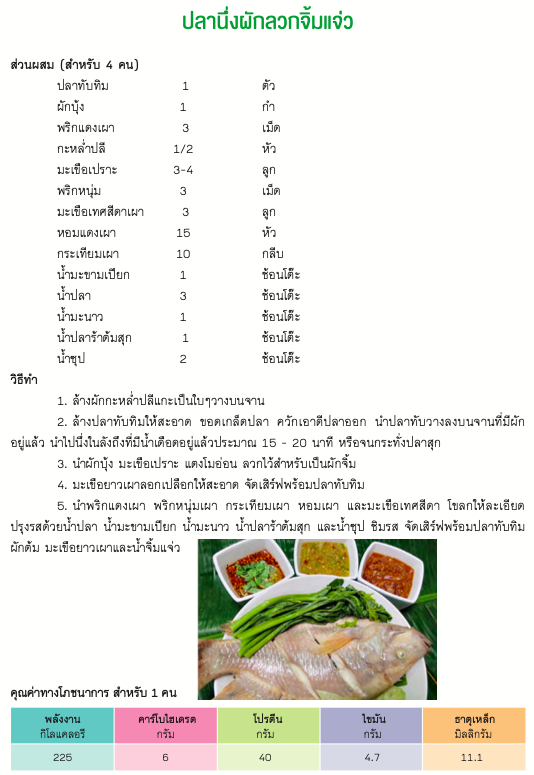 ปลานึ่งผักลวกจิ้มแจ่ว
ส่วนผสม (สำหรับ 4 คน)
ปลาทับทิม 1 ตัว
ผักบุ้ง 1 กำ
พริกแดงเผา 3 เม็ด
กะหล่ำปลี 1/2 หัว
มะเขือเปราะ 3-4 ลูก
พริกหนุ่ม 3 เม็ด
มะเขือเทศสีดาเผา 3 ลูก
หอมแดงเผา 15 หัว
กระเทียมเผา 10 กลีบ
น้ำมะขามเปียก 1 ช้อนโต๊ะ
น้ำปลา 3 ช้อนโต๊ะ
น้ำมะนาว 1 ช้อนโต๊ะ
น้ำปลาร้าต้มสุก 1 ช้อนโต๊ะ
น้ำซุป 2 ช้อนโต๊ะ
วิธีทำ
1. ล้างผักกะหล่ำปลีแกะเป็นใบๆวางบนจาน
2. ล้างปลาทับทิมให้สะอาด ขอดเกล็ดปลา ควักเอาดีปลาออก นำปลาทับวางลงบนจานที่มีผัก
อยู่แล้ว นำไปนึ่งในลังถึงที่มีน้ำเดือดอยู่แล้วประมาณ 15 - 20 นาที หรือจนกระทั่งปลาสุก
3. นำผักบุ้ง มะเขือเปราะ แตงโมอ่อน ลวกไว้สำหรับเป็นผักจิ้ม
4. มะเขือยาวเผาลอกเปลือกให้สะอาด จัดเสิร์ฟพร้อมปลาทับทิม
5. นำพริกแดงเผา พริกหนุ่มเผา กระเทียมเผา หอมเผา และมะเขือเทศสีดา โขลกให้ละเอียด
ปรุงรสด้วยน้ำปลา น้ำมะขามเปียก น้ำมะนาว น้ำปลาร้าต้มสุก และน้ำซุป ชิมรส จัดเสิร์ฟพร้อมปลาทับทิม
ผักต้ม มะเขือยาวเผาและน้ำจิ้มแจ่ว
คุณค่าทางโภชนาการ สำหรับ 1 คน
พลังงาน คาร์โบไฮเดรต โปรตีน ไขมัน ธาตุเหล็ก
กิโลแคลอรี กรัม กรัม กรัม มิลลิกรัม
225 6 40 4.7 11.1